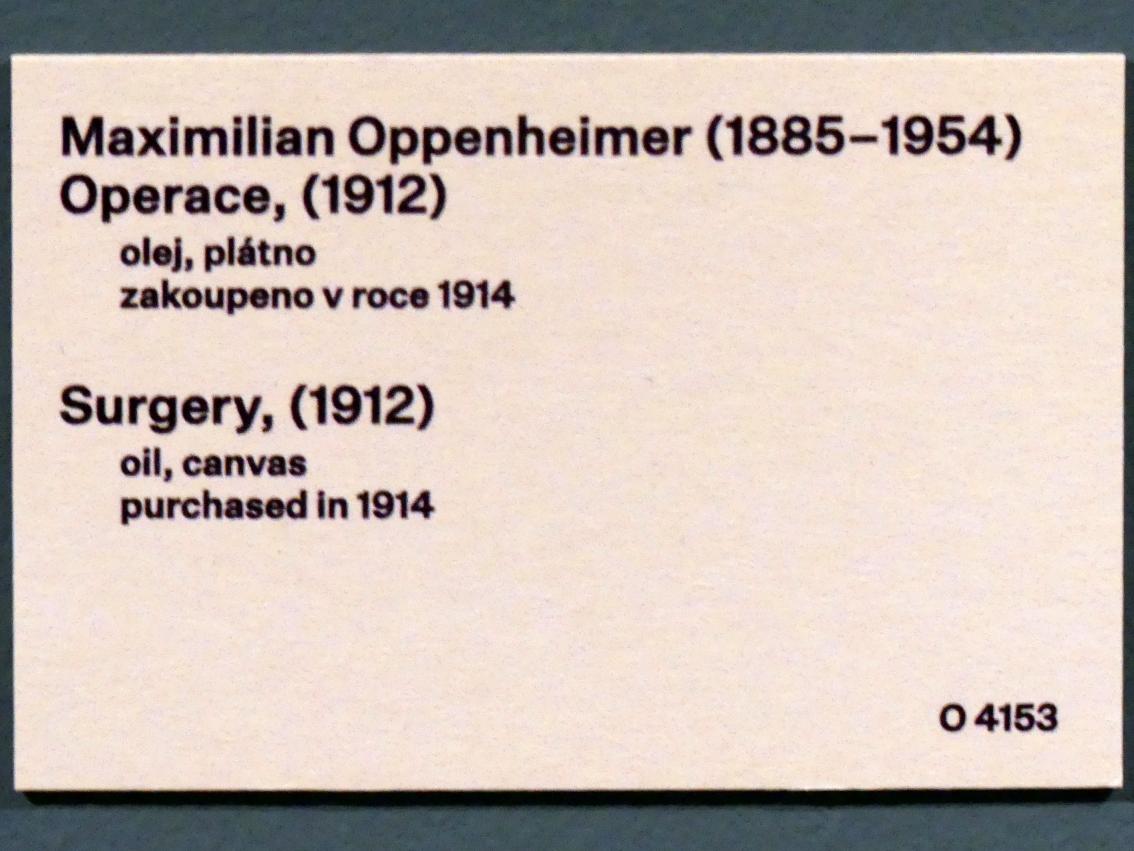 Maximilian Oppenheimer (1885–1954)
Operace, (1912)
olej, plátno
zakoupeno v roce 1914
Surgery, (1912)
oil, canvas
purchased in 1914
O 4153